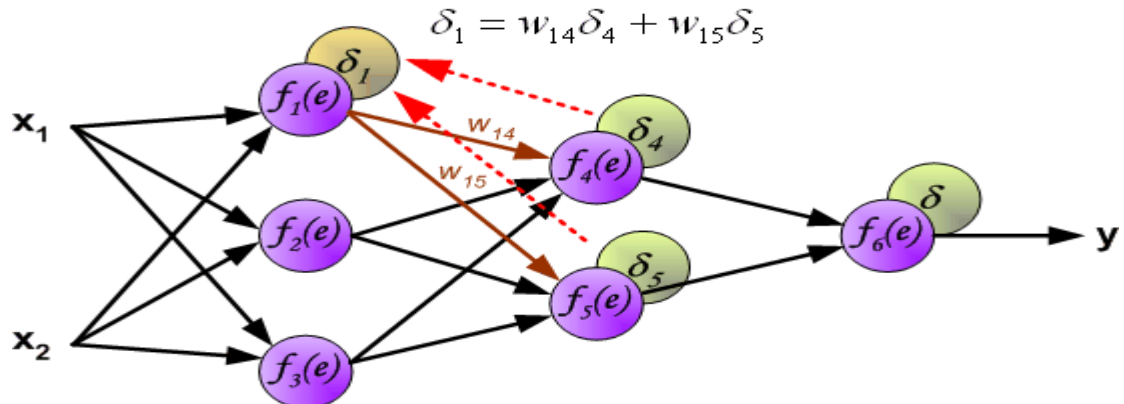 δ₁ = w₁₄δ₄ + w₁₅δ₅
f₁(e) δ₁
x₁
w₁₄
f₄(e) δ₄
w₁₅
f₂(e)
f₆(e) δ
y
f₅(e) δ₅
x₂
f₃(e)